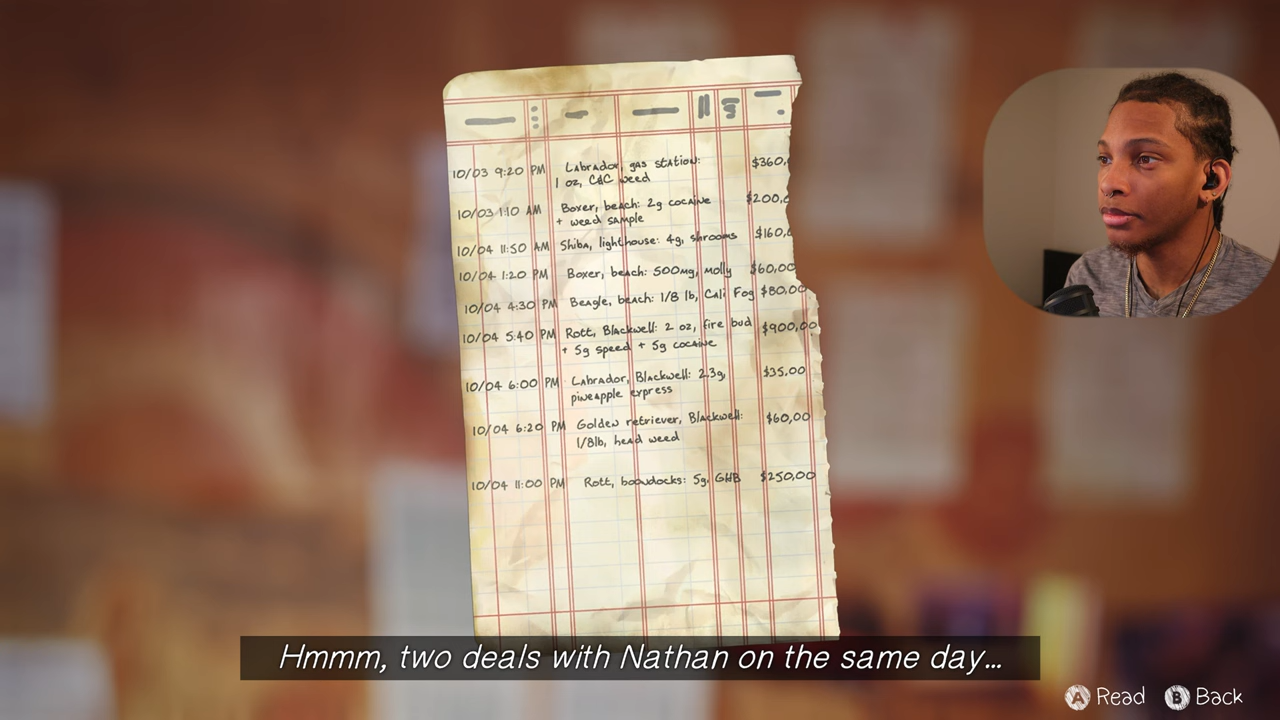 10/03 9:20 PM Labrador, gas station: $360,
1 oz, C&C weed
10/03 1:10 AM Boxer, beach: 2g cocaine $200,0
+ weed sample
10/04 11:50 AM Shiba, lighthouse: 4g, shrooms $160,0
10/04 1:20 PM Boxer, beach: 500mg, molly $60,00
10/04 4:30 PM Beagle, beach: 1/8 lb, Cali Fog $80,00
10/04 5:40 PM Rott, Blackwell: 2 oz, fire bud $900,00
+ 5g speed + 5g cocaine
10/04 6:00 PM Labrador, Blackwell: 2.3g, $35.00
pineapple express
10/04 6:20 PM Golden retriever, Blackwell: $60,00
1/8lb, head weed
10/04 11:00 PM Rott, boondocks: 5g, GHB $250,00
Hmmm, two deals with Nathan on the same day...
A Read B Back